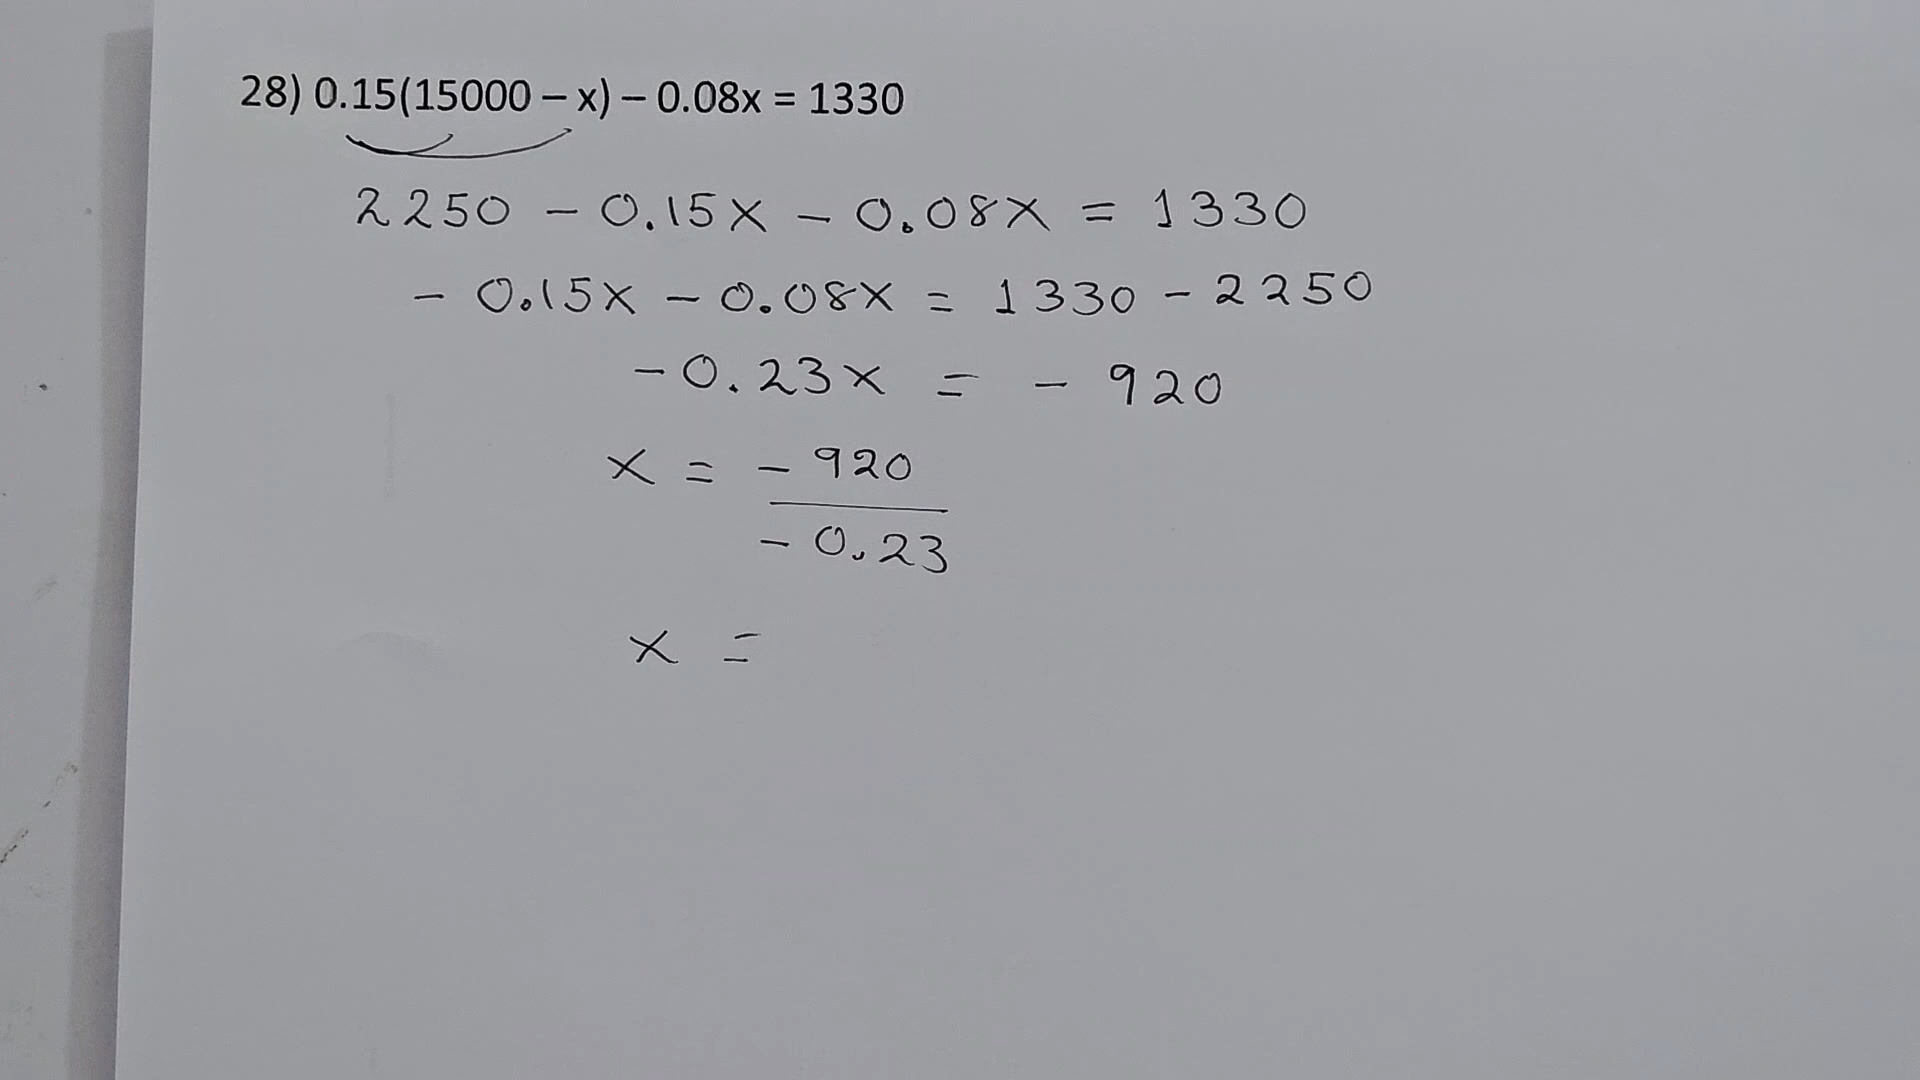 28) 0.15(15000 – x) – 0.08x = 1330
2250 - 0.15x - 0.08x = 1330
- 0.15x - 0.08x = 1330 - 2250
-0.23x = - 920
x = - 920
- 0.23
x =